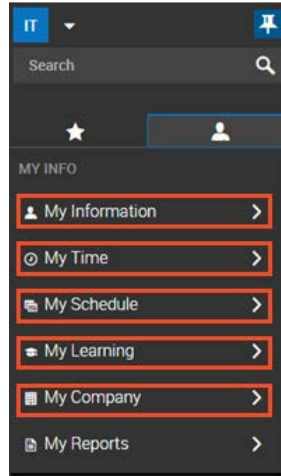 IT
Search
MY INFO
My Information
My Time
My Schedule
My Learning
My Company
My Reports